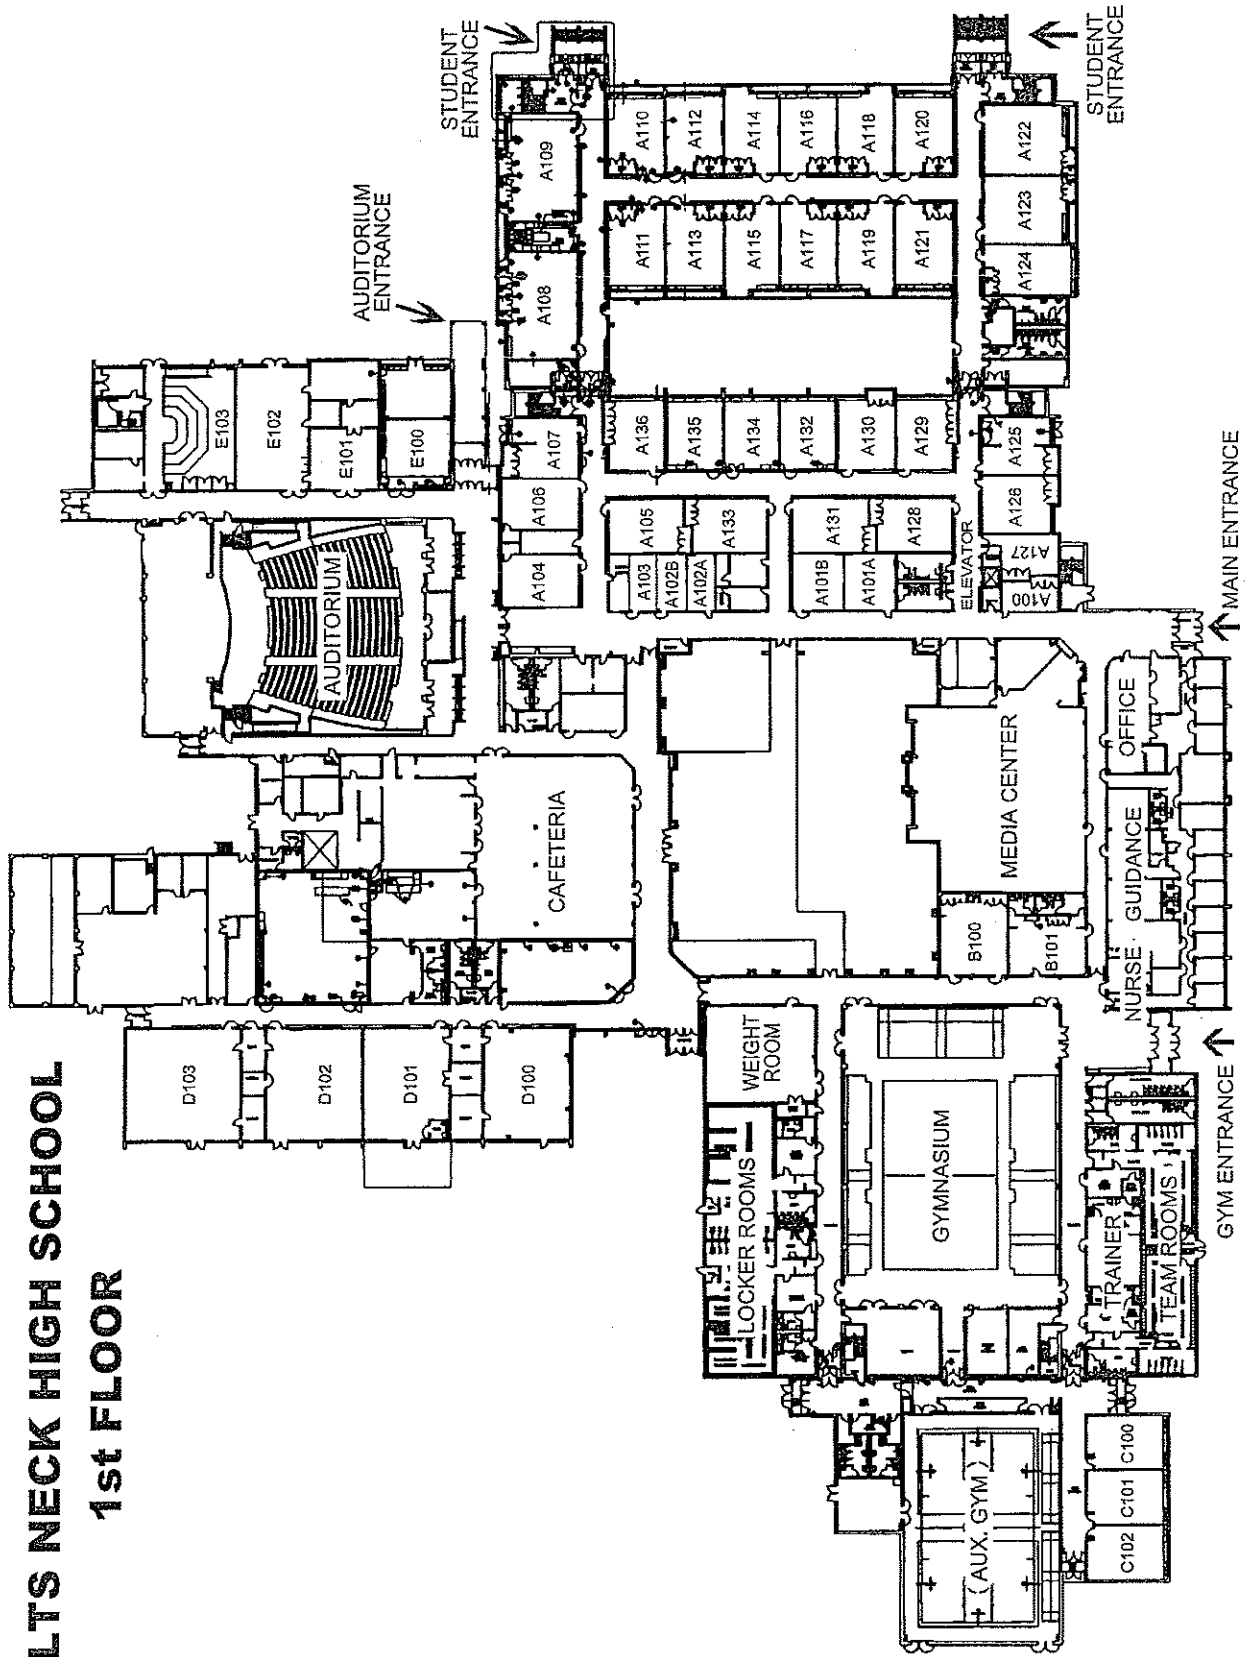 LTS NECK HIGH SCHOOL
1st FLOOR
D103
D102
D101
D100
CAFETERIA
AUDITORIUM
E103
E102
E101
E100
AUDITORIUM
ENTRANCE
STUDENT
ENTRANCE
A104
A106
A107
A108
A109
A103
A102B
A102A
A105
A133
A101B
A101A
A131
A128
A136
A135
A134
A132
A130
A129
A111
A113
A115
A117
A119
A121
A110
A112
A114
A116
A118
A120
ELEVATOR
A100
A127
A126
A125
A124
A123
A122
STUDENT
ENTRANCE
LOCKER ROOMS
WEIGHT
ROOM
GYMNASIUM
B100
B101
MEDIA CENTER
AUX. GYM
C102
C101
C100
TRAINER
TEAM ROOMS
NURSE
GUIDANCE
OFFICE
GYM ENTRANCE
MAIN ENTRANCE